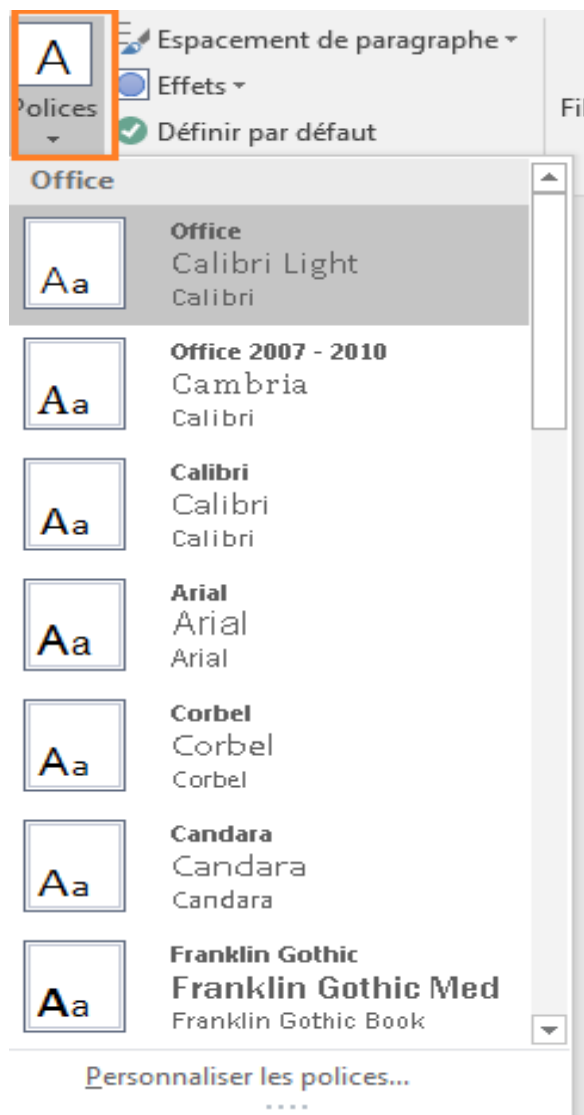 A
Polices
Espacement de paragraphe
Effets
Définir par défaut
Office
Aa
Office
Calibri Light
Calibri
Aa
Office 2007 - 2010
Cambria
Calibri
Aa
Calibri
Calibri
Calibri
Aa
Arial
Arial
Arial
Aa
Corbel
Corbel
Corbel
Aa
Candara
Candara
Candara
Aa
Franklin Gothic
Franklin Gothic Med
Franklin Gothic Book
Personnaliser les polices...